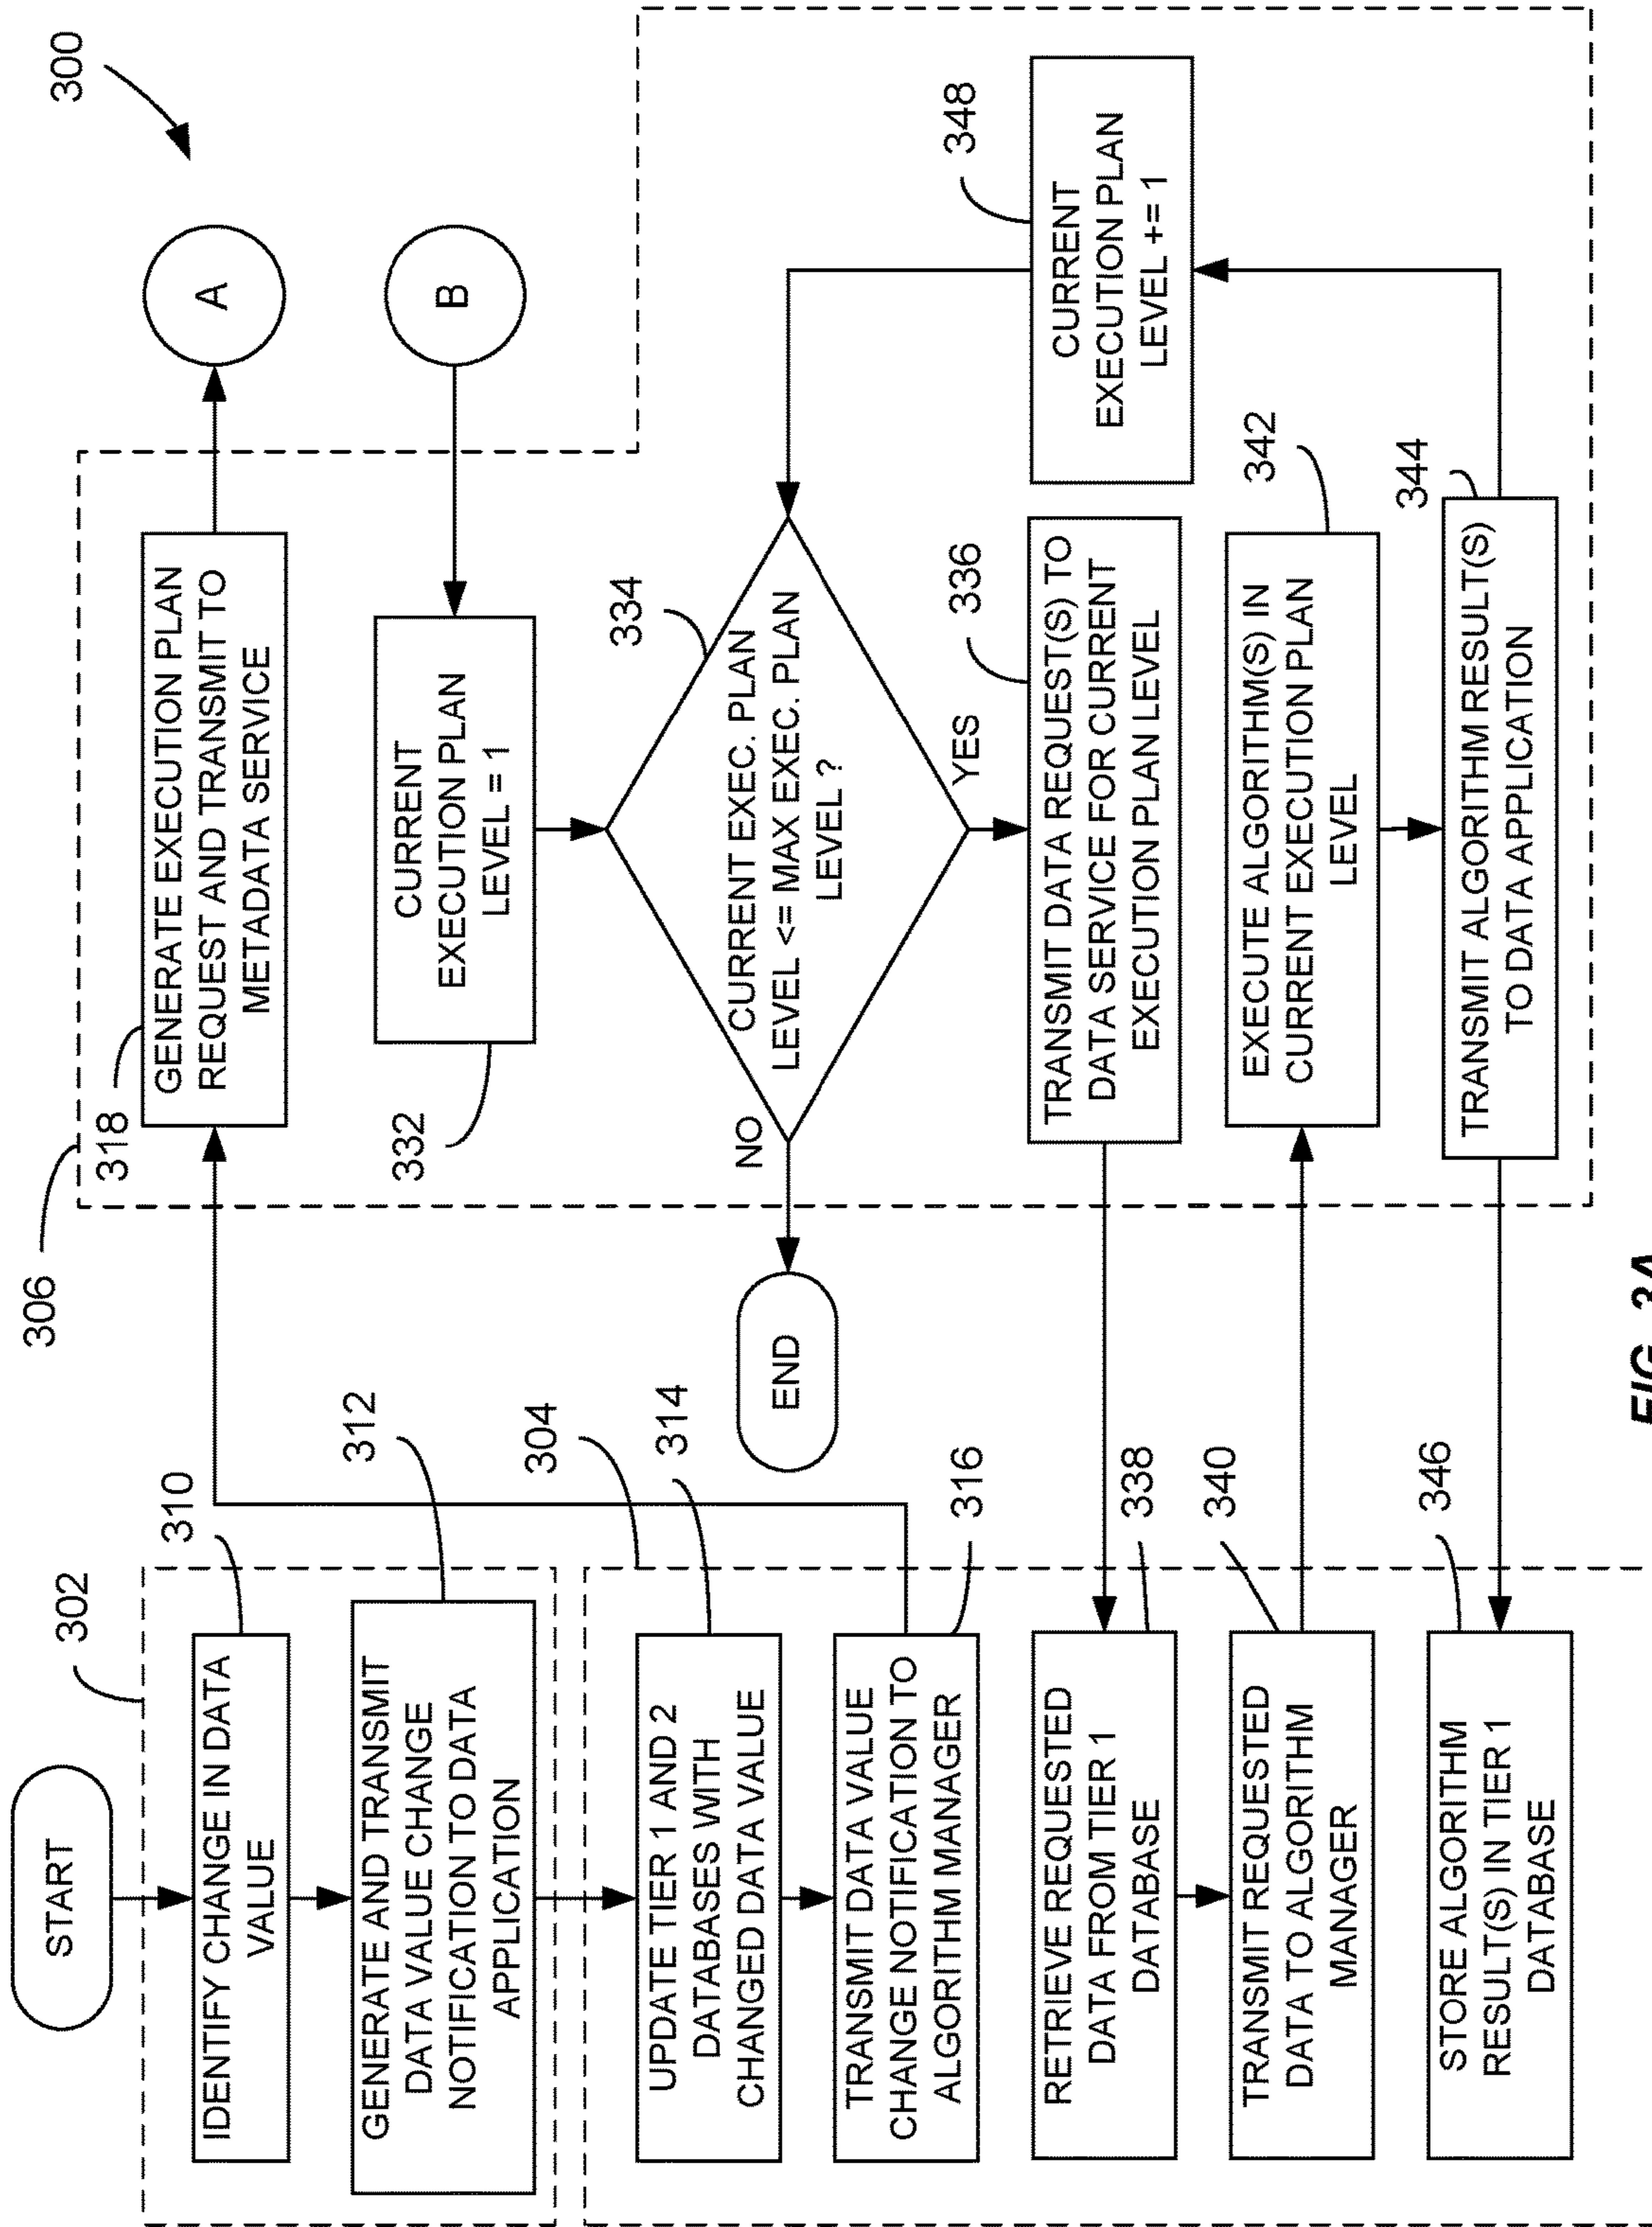 300
START
302
310
IDENTIFY CHANGE IN DATA
VALUE
312
GENERATE AND TRANSMIT
DATA VALUE CHANGE
NOTIFICATION TO DATA
APPLICATION
304
314
UPDATE TIER 1 AND 2
DATABASES WITH
CHANGED DATA VALUE
316
TRANSMIT DATA VALUE
CHANGE NOTIFICATION TO
ALGORITHM MANAGER
338
RETRIEVE REQUESTED
DATA FROM TIER 1
DATABASE
340
TRANSMIT REQUESTED
DATA TO ALGORITHM
MANAGER
346
STORE ALGORITHM
RESULT(S) IN TIER 1
DATABASE
306
318
GENERATE EXECUTION PLAN
REQUEST AND TRANSMIT TO
METADATA SERVICE
A
B
332
CURRENT
EXECUTION PLAN
LEVEL = 1
334
CURRENT EXEC. PLAN
LEVEL <= MAX EXEC. PLAN
LEVEL ?
NO
YES
END
336
TRANSMIT DATA REQUEST(S) TO
DATA SERVICE FOR CURRENT
EXECUTION PLAN LEVEL
342
EXECUTE ALGORITHM(S) IN
CURRENT EXECUTION PLAN
LEVEL
344
TRANSMIT ALGORITHM RESULT(S)
TO DATA APPLICATION
348
CURRENT
EXECUTION PLAN
LEVEL += 1
FIG. 3A